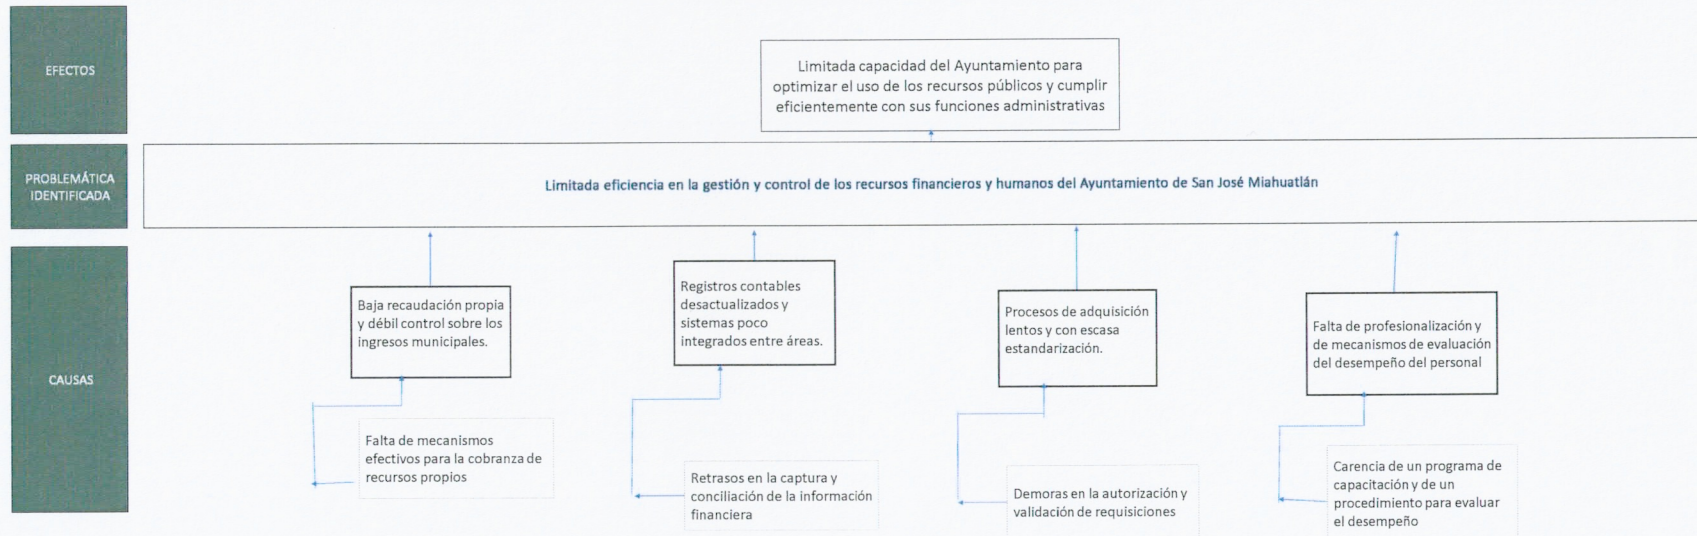 EFECTOS
Limitada capacidad del Ayuntamiento para
optimizar el uso de los recursos públicos y cumplir
eficientemente con sus funciones administrativas
PROBLEMÁTICA
IDENTIFICADA
Limitada eficiencia en la gestión y control de los recursos financieros y humanos del Ayuntamiento de San José Miahuatlán
CAUSAS
Baja recaudación propia
y débil control sobre los
ingresos municipales.
Registros contables
desactualizados y
sistemas poco
integrados entre áreas.
Procesos de adquisición
lentos y con escasa
estandarización.
Falta de profesionalización y
de mecanismos de evaluación
del desempeño del personal
Falta de mecanismos
efectivos para la cobranza de
recursos propios
Retrasos en la captura y
conciliación de la información
financiera
Demoras en la autorización y
validación de requisiciones
Carencia de un programa de
capacitación y de un
procedimiento para evaluar
el desempeño